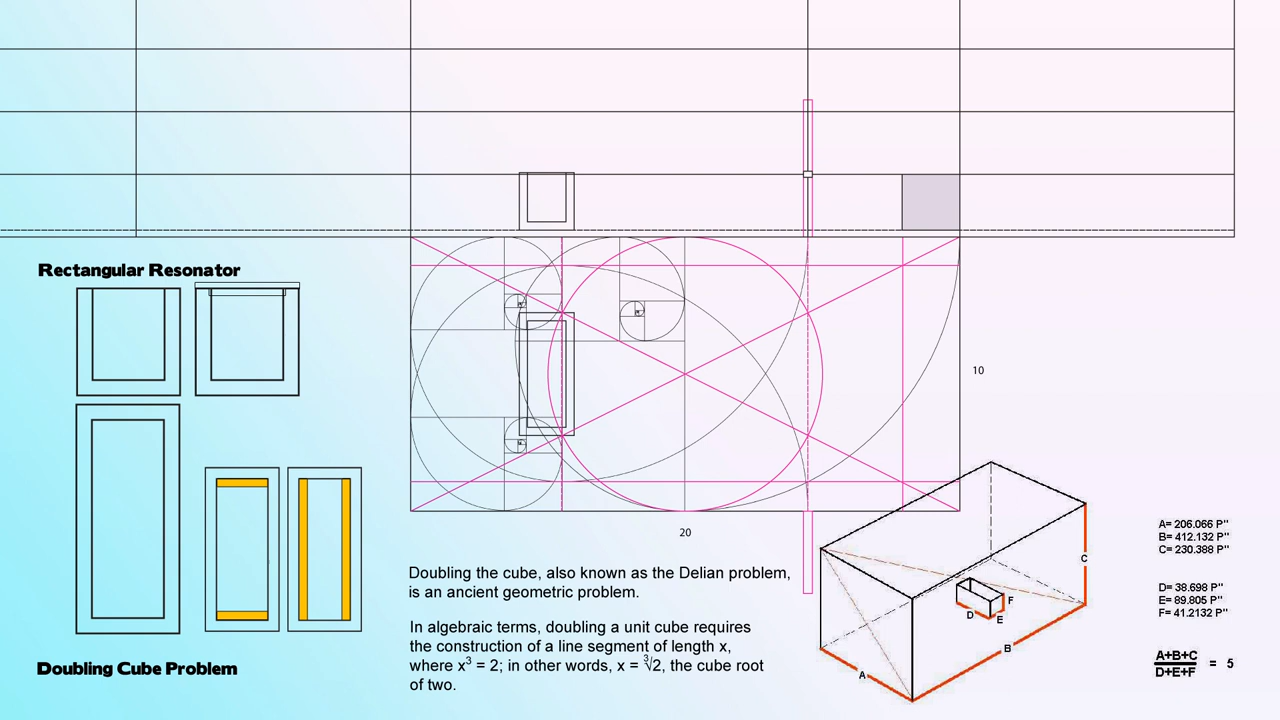 Rectangular Resonator
10
20
Doubling the cube, also known as the Delian problem,
is an ancient geometric problem.
In algebraic terms, doubling a unit cube requires
the construction of a line segment of length x,
where x³ = 2; in other words, x = ∛2, the cube root
of two.
Doubling Cube Problem
A
B
C
D
E
F
A= 206.066 P"
B= 412.132 P"
C= 230.388 P"
D= 38.698 P"
E= 89.805 P"
F= 41.2132 P"
A+B+C
D+E+F
= 5